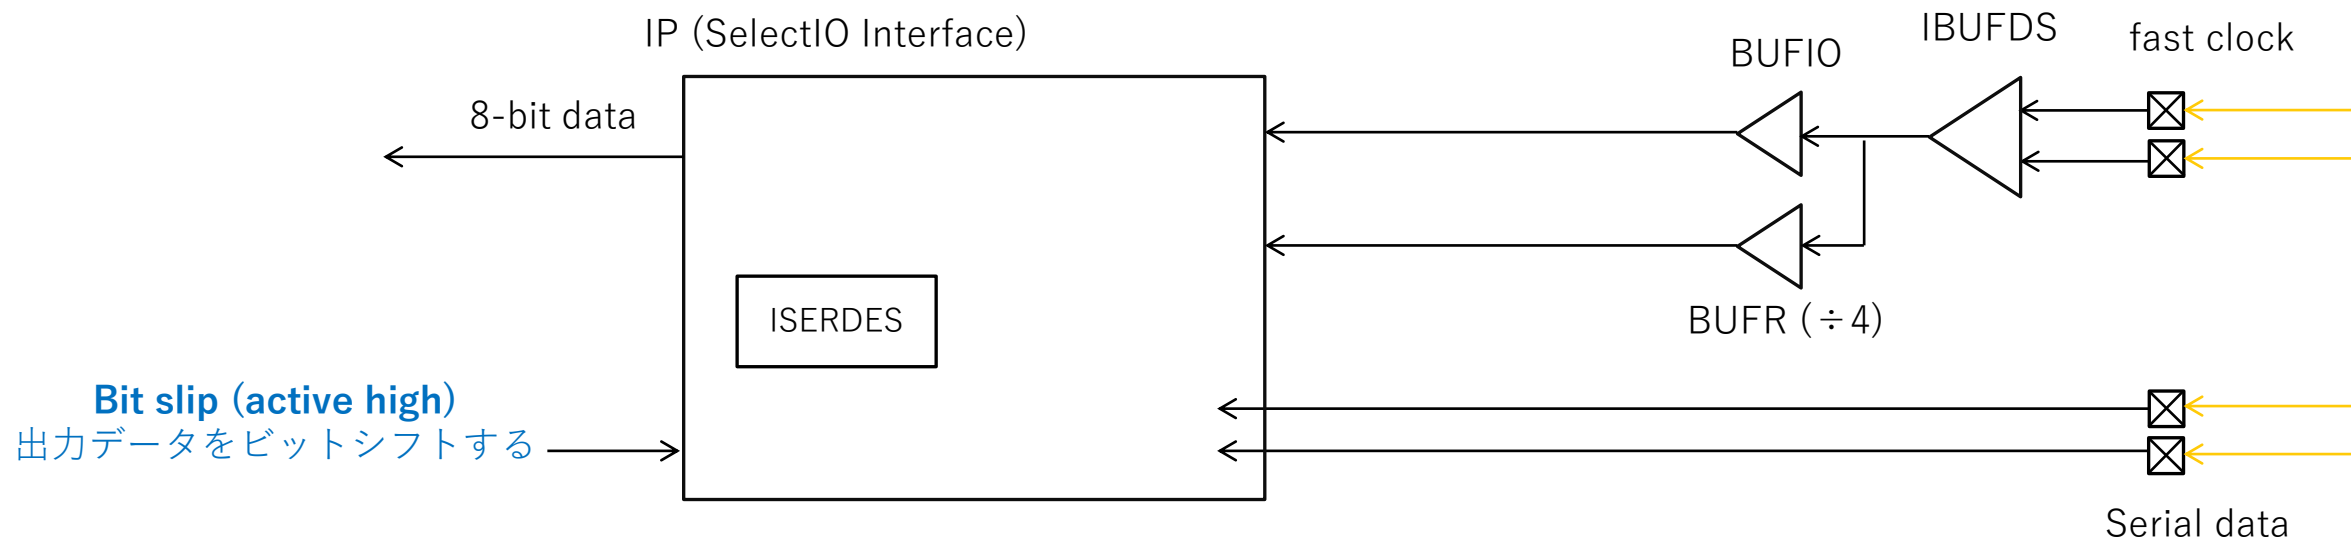 IP (SelectIO Interface)
IBUFDS
fast clock
BUFIO
8-bit data
ISERDES
BUFR (÷4)
Bit slip (active high)
出力データをビットシフトする
Serial data